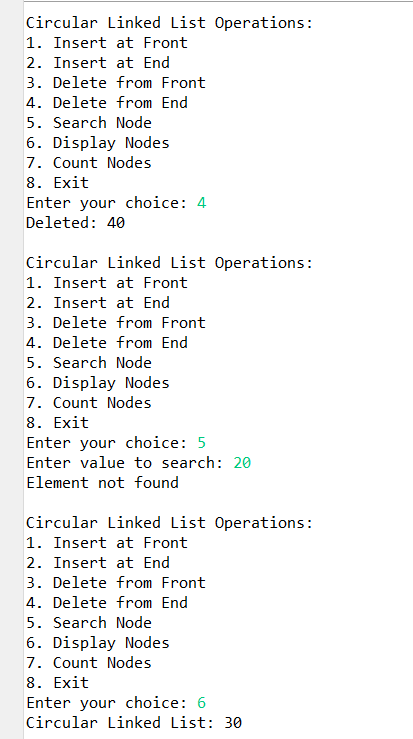 Circular Linked List Operations:
1. Insert at Front
2. Insert at End
3. Delete from Front
4. Delete from End
5. Search Node
6. Display Nodes
7. Count Nodes
8. Exit
Enter your choice: 4
Deleted: 40

Circular Linked List Operations:
1. Insert at Front
2. Insert at End
3. Delete from Front
4. Delete from End
5. Search Node
6. Display Nodes
7. Count Nodes
8. Exit
Enter your choice: 5
Enter value to search: 20
Element not found

Circular Linked List Operations:
1. Insert at Front
2. Insert at End
3. Delete from Front
4. Delete from End
5. Search Node
6. Display Nodes
7. Count Nodes
8. Exit
Enter your choice: 6
Circular Linked List: 30